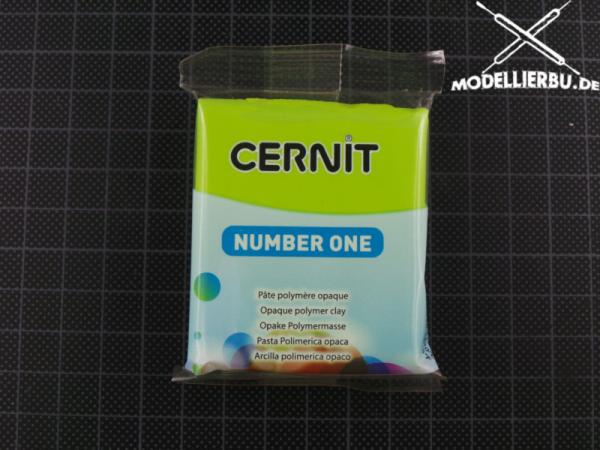 MODELLIERBU.DE
CERNIT®
NUMBER ONE
Pâte polymère opaque
Opaque polymer clay
Opake Polymermasse
Pasta Polimerica opaca
Arcilla polimerica opaco